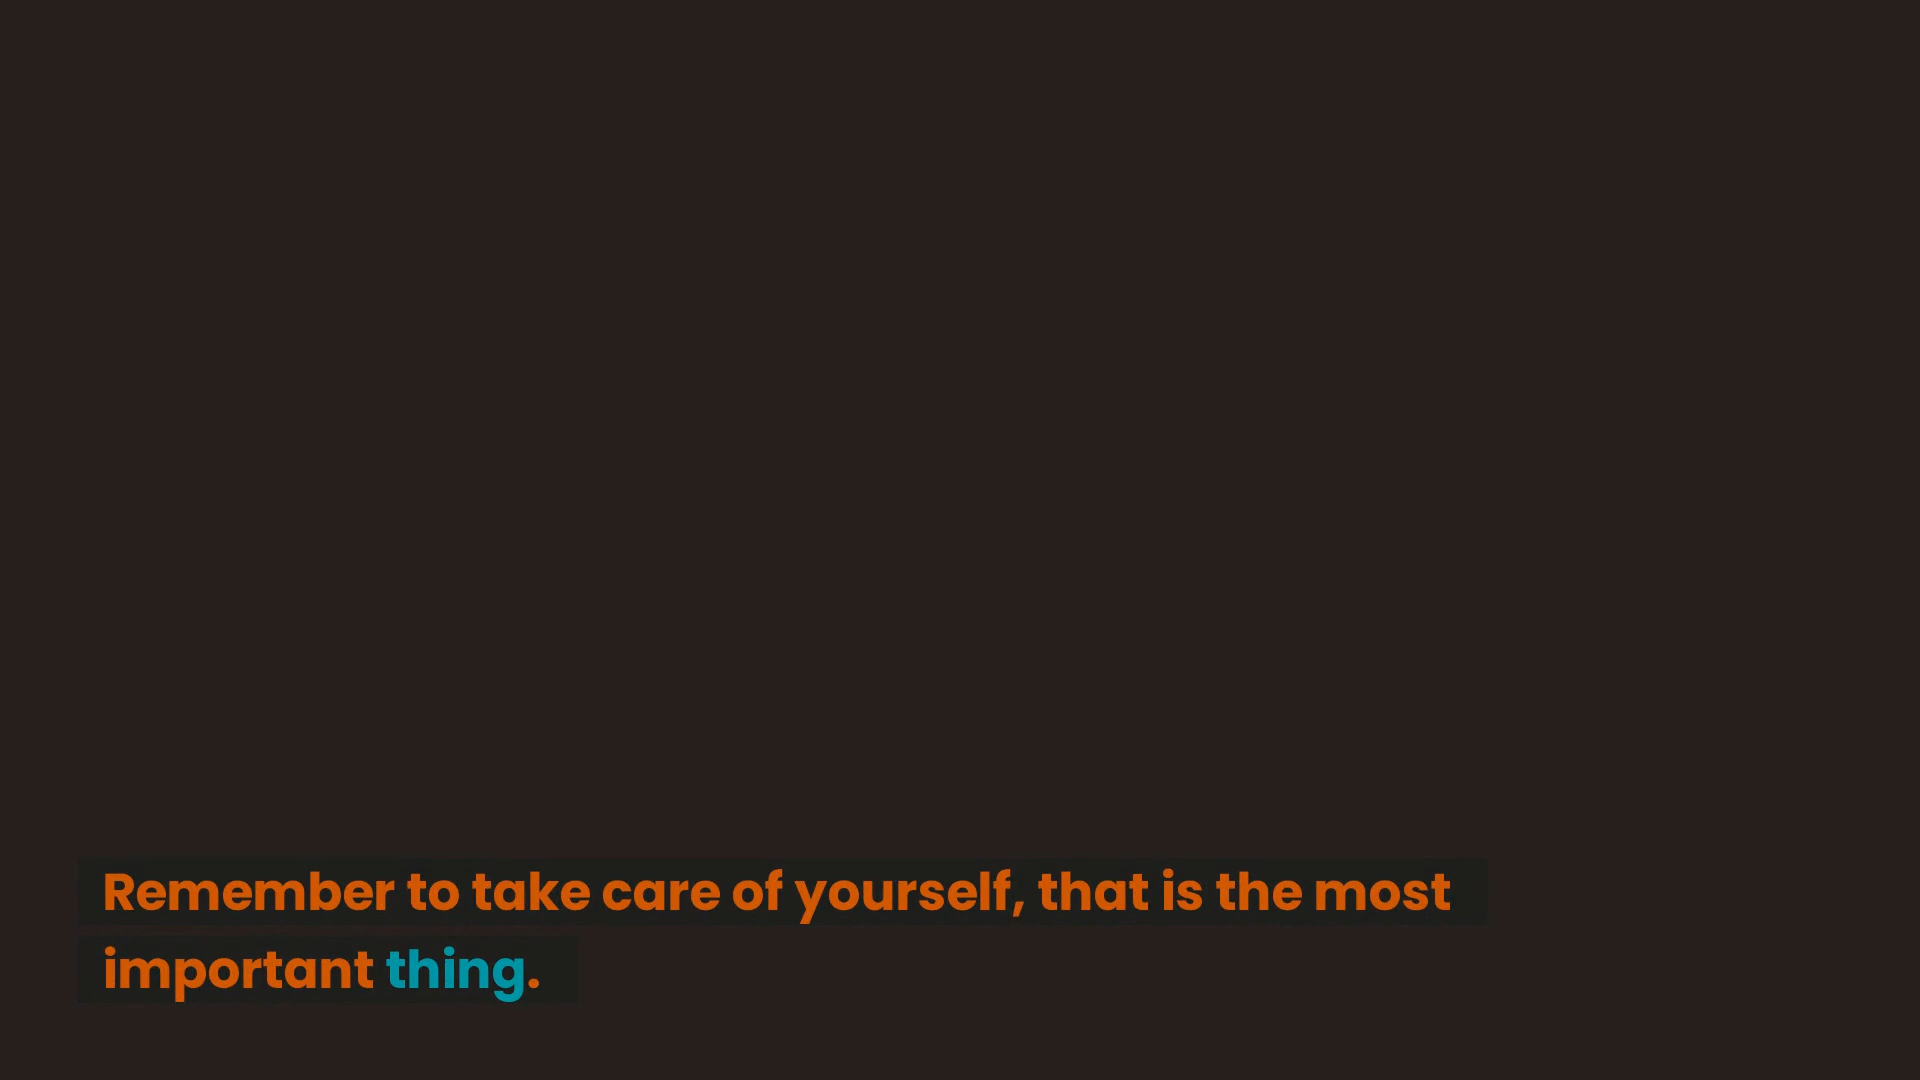 Remember to take care of yourself, that is the most
important thing.